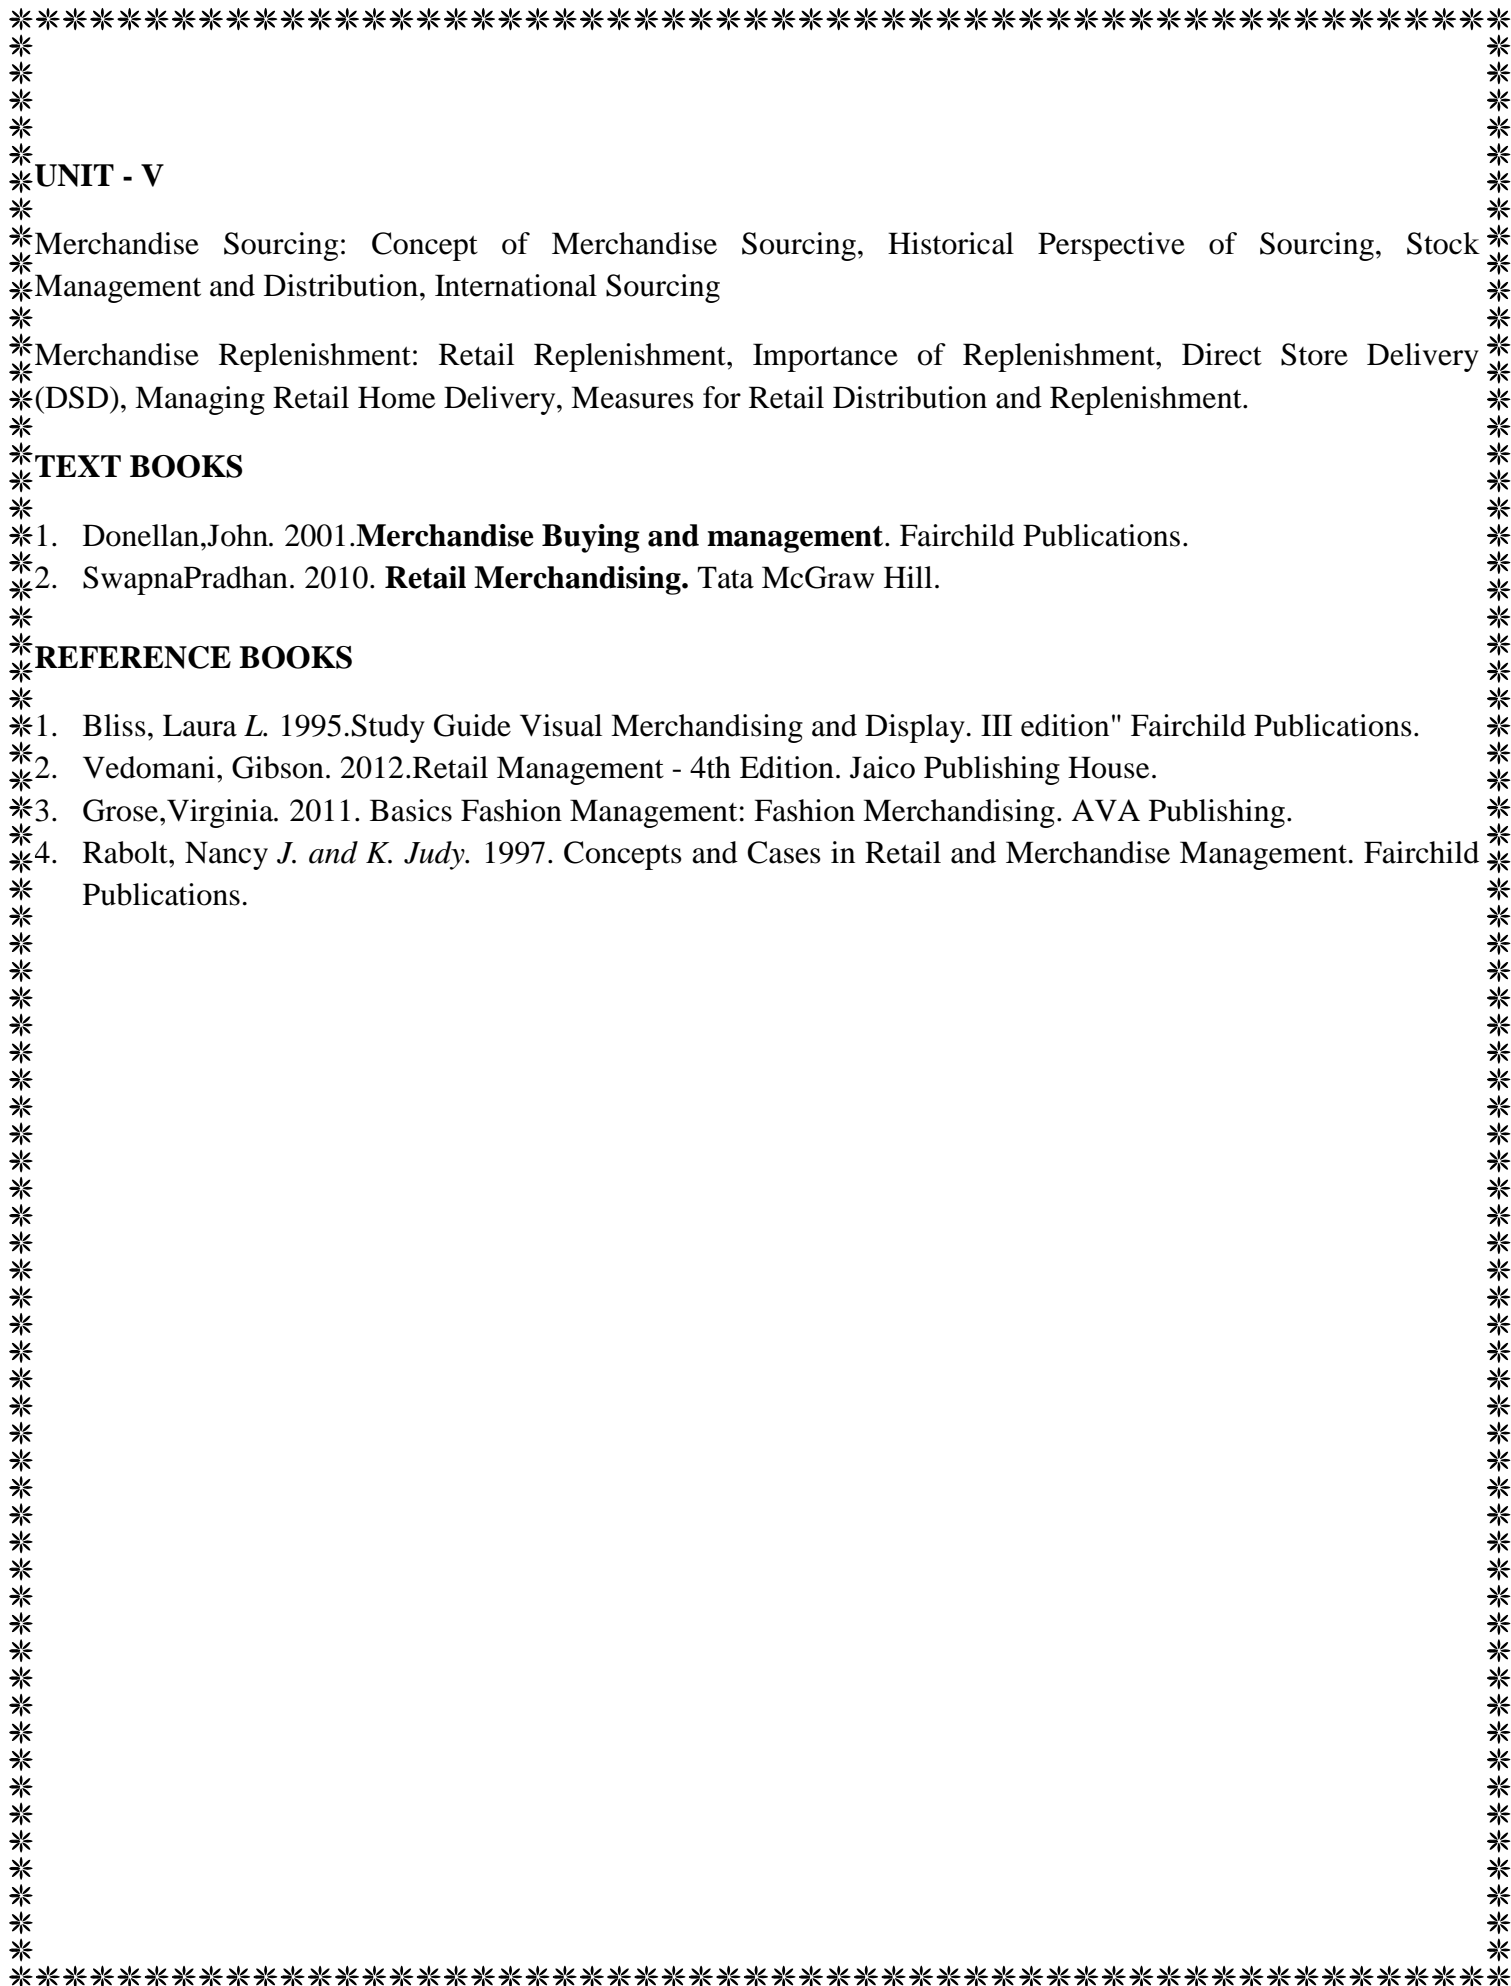 UNIT - V
Merchandise Sourcing: Concept of Merchandise Sourcing, Historical Perspective of Sourcing, Stock
Management and Distribution, International Sourcing
Merchandise Replenishment: Retail Replenishment, Importance of Replenishment, Direct Store Delivery
(DSD), Managing Retail Home Delivery, Measures for Retail Distribution and Replenishment.
TEXT BOOKS
1. Donellan,John. 2001.Merchandise Buying and management. Fairchild Publications.
2. SwapnaPradhan. 2010. Retail Merchandising. Tata McGraw Hill.
REFERENCE BOOKS
1. Bliss, Laura L. 1995.Study Guide Visual Merchandising and Display. III edition" Fairchild Publications.
2. Vedomani, Gibson. 2012.Retail Management - 4th Edition. Jaico Publishing House.
3. Grose,Virginia. 2011. Basics Fashion Management: Fashion Merchandising. AVA Publishing.
4. Rabolt, Nancy J. and K. Judy. 1997. Concepts and Cases in Retail and Merchandise Management. Fairchild
Publications.